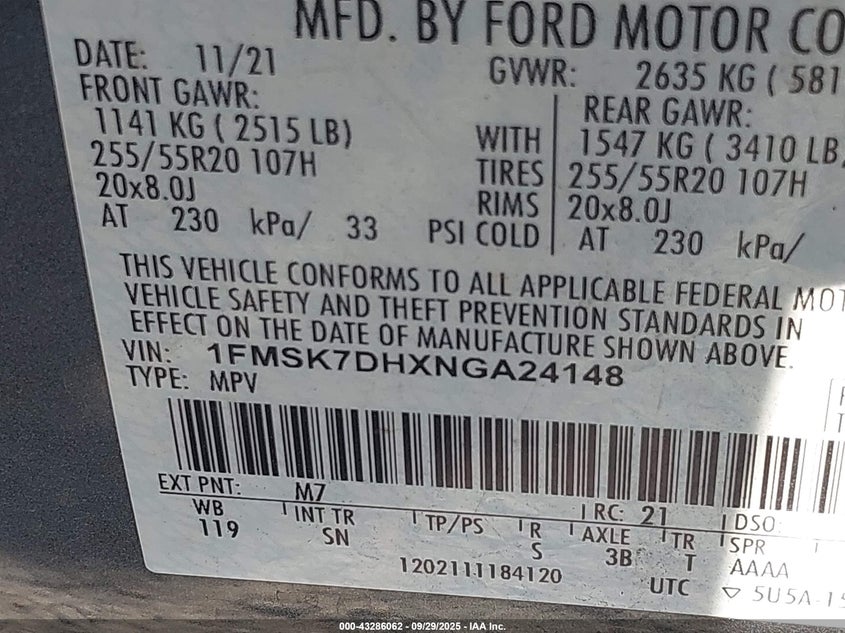 MFD. BY FORD MOTOR CO
DATE: 11/21
GVWR: 2635 KG ( 581
FRONT GAWR:
REAR GAWR:
1141 KG ( 2515 LB)
WITH
1547 KG ( 3410 LB
255/55R20 107H
TIRES
255/55R20 107H
20x8.0J
RIMS
20x8.0J
AT 230 kPa/ 33 PSI COLD
AT 230 kPa/
THIS VEHICLE CONFORMS TO ALL APPLICABLE FEDERAL MOT
VEHICLE SAFETY AND THEFT PREVENTION STANDARDS IN
EFFECT ON THE DATE OF MANUFACTURE SHOWN ABOVE.
VIN: 1FMSK7DHXNGA24148
TYPE: MPV
EXT PNT: M7
RC: 21
DSO:
WB
INT TR
TP/PS
R
AXLE
TR
SPR
119
SN
S
3B
T
AAAA
1202111184120
UTC
5U5A-15
000-43286062 - 09/29/2025 - IAA Inc.